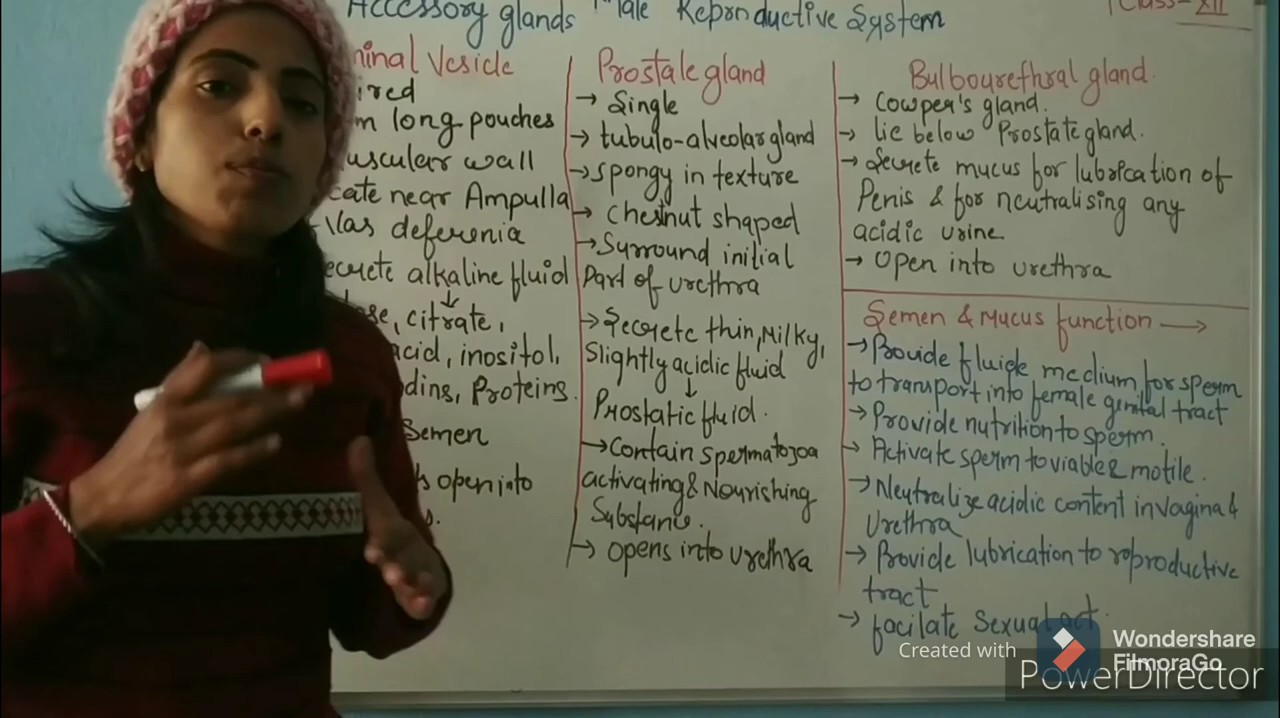 Accessory glands Male Reproductive System
Class-XII
minal Vesicle
ired
m long pouches
uscular wall
cate near Ampulla
Vas deferenia
ecrete alkaline fluid
ose, citrate,
acid, inositol,
dins, Proteins.
Semen
s open into
s.
Prostale gland
→ Single
→ tubulo-alveolar gland
→ spongy in texture
→ Chestnut shaped
→ Surround initial
Part of urethra
→ Secrete thin, Milky,
Slightly acidic fluid
↓
Prostatic fluid.
→ Contain spermatozoa
activating & Nourishing
Substance.
→ Opens into urethra
Bulbourethral gland.
→ Cowper's gland.
→ lie below Prostate gland.
→ Secrete mucus for lubrication of
Penis & for neutralising any
acidic urine
→ Open into urethra
Semen & Mucus function →
→ Provide fluide medium for sperm
to transport into female genital tract
→ Provide nutrition to sperm.
→ Activate sperm to viable & motile.
→ Neutralize acidic content in vagina &
Urethra
→ Provide lubrication to reproductive
tract
→ facilate Sexual act.
Created with
Wondershare
FilmoraGo
PowerDirector